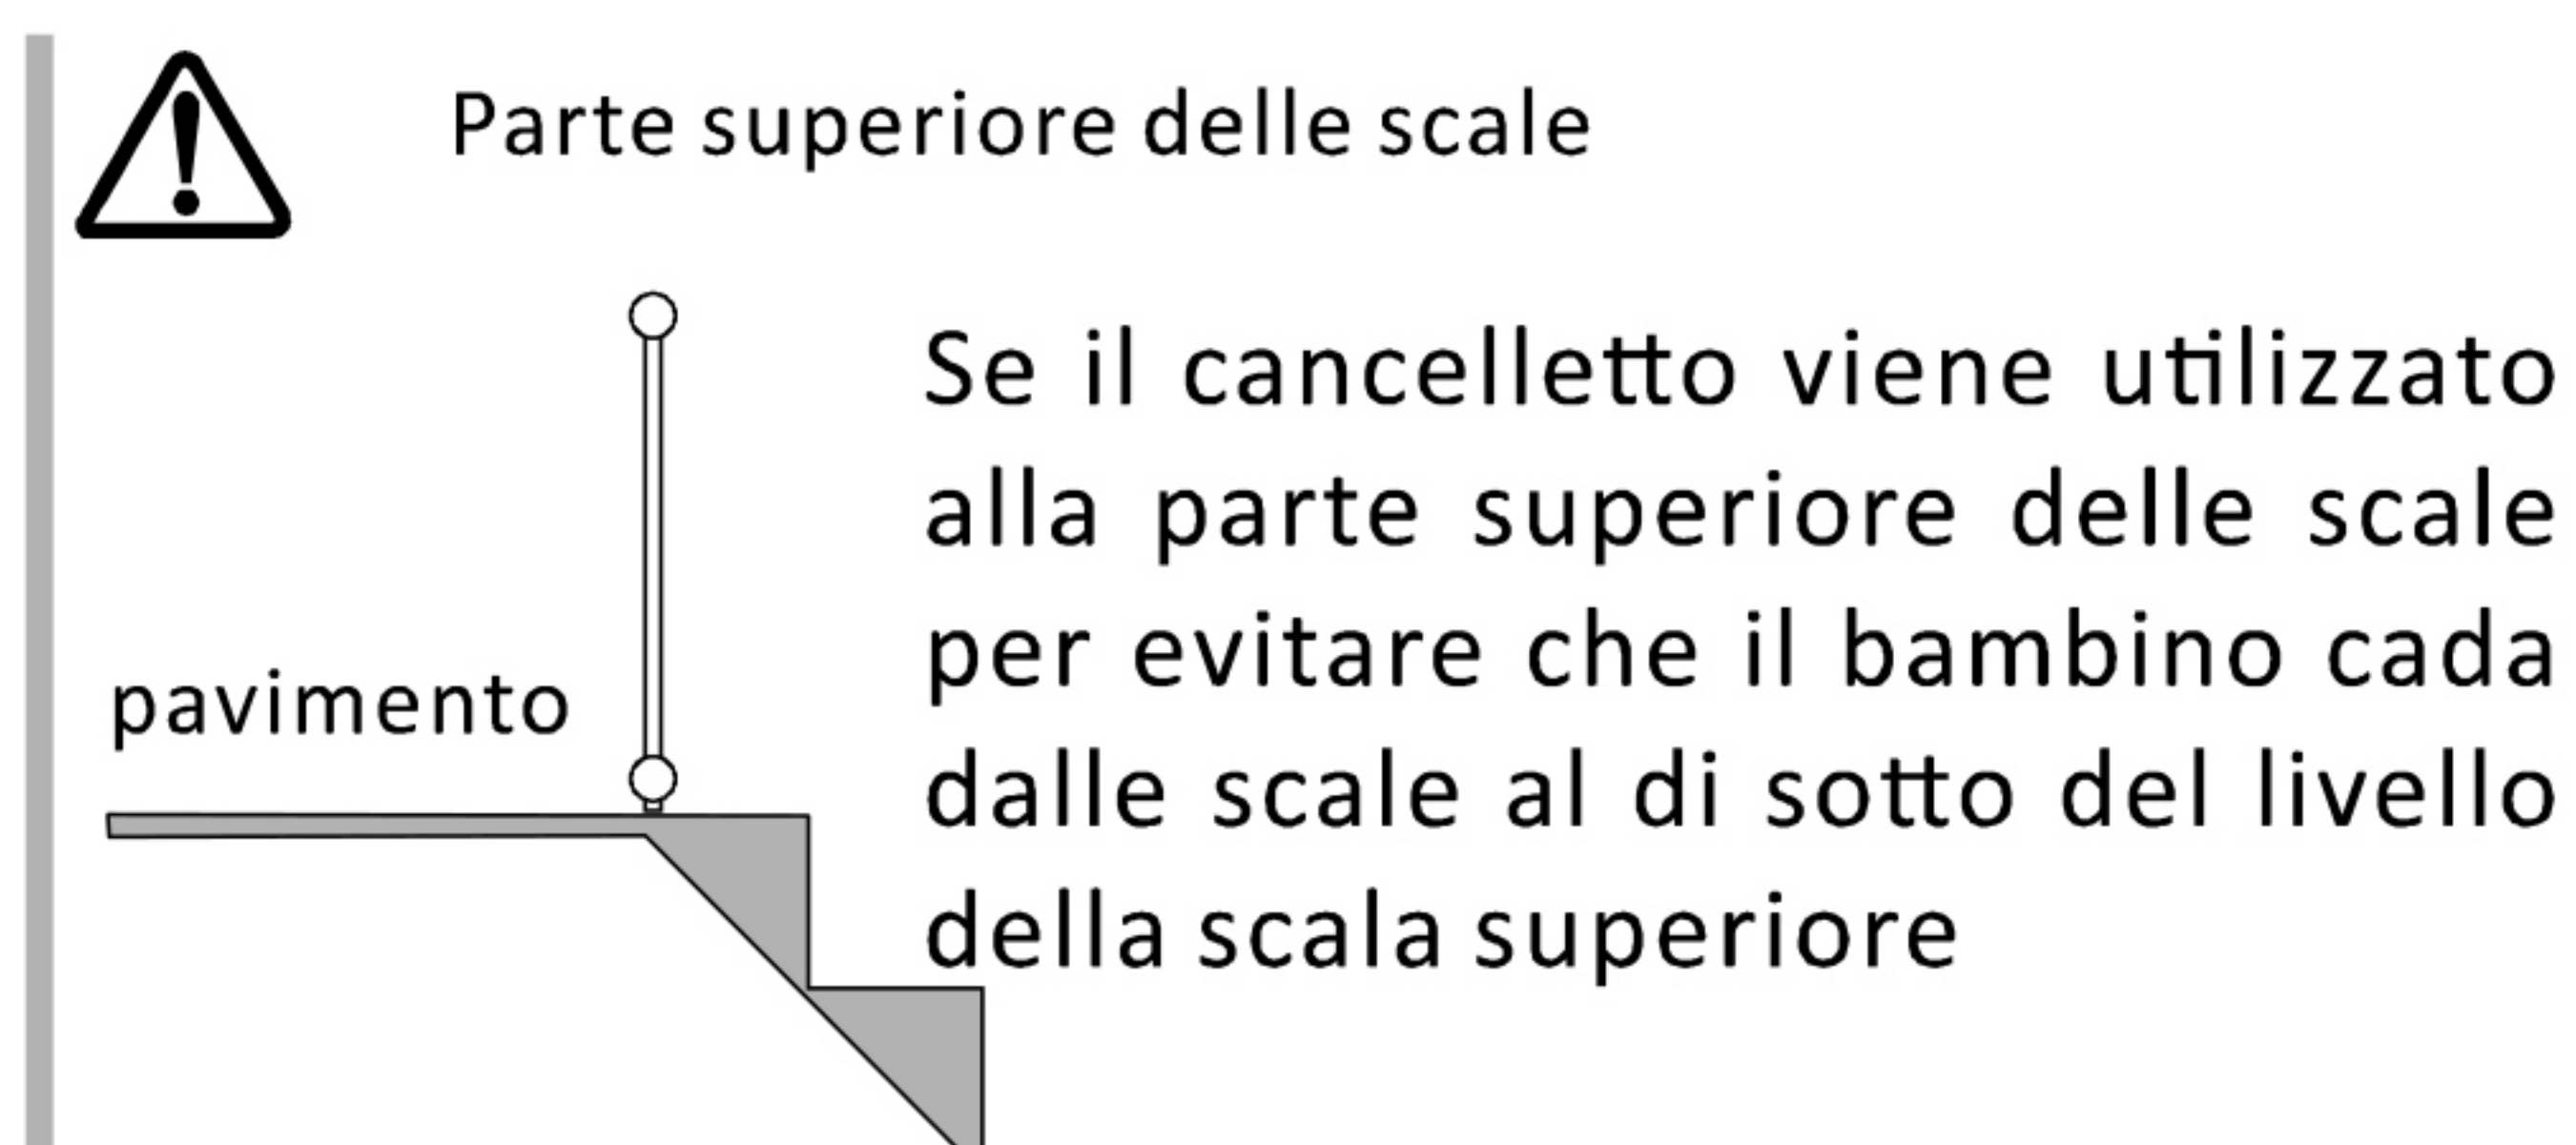 Parte superiore delle scale
Se il cancelletto viene utilizzato
alla parte superiore delle scale
per evitare che il bambino cada
pavimento
dalle scale al di sotto del livello
della scala superiore